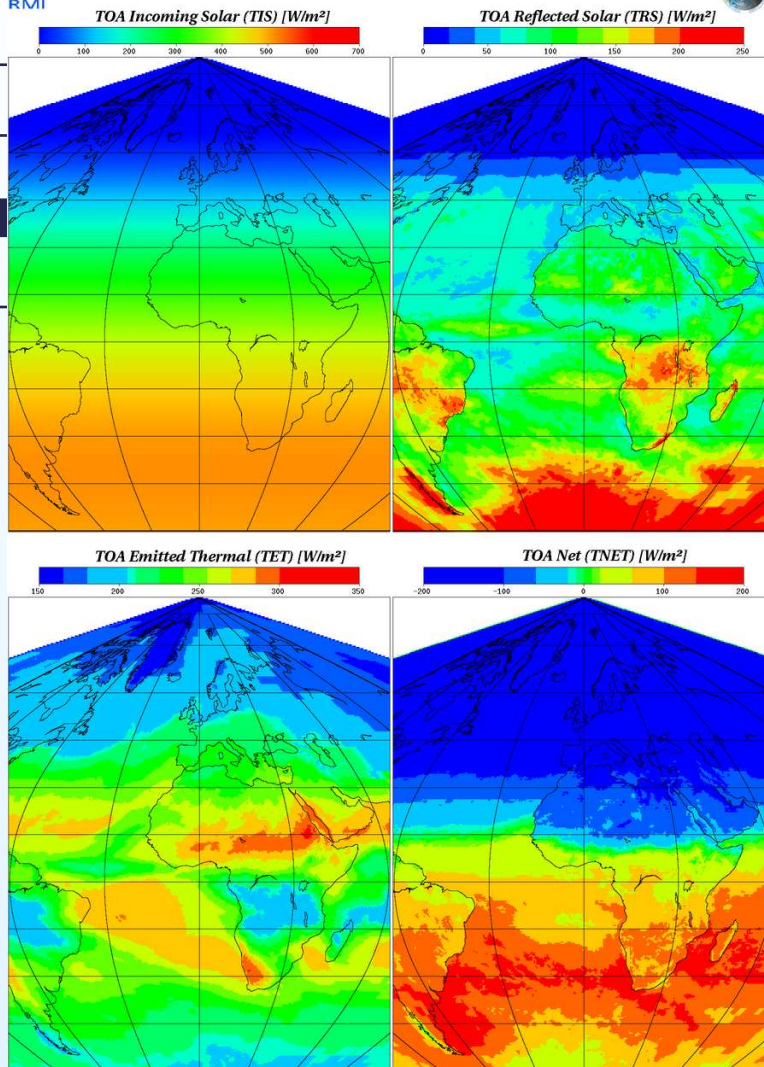 RMI
TOA Incoming Solar (TIS) [W/m²]
0 100 200 300 400 500 600 700
TOA Reflected Solar (TRS) [W/m²]
0 50 100 150 200 250
TOA Emitted Thermal (TET) [W/m²]
150 200 250 300 350
TOA Net (TNET) [W/m²]
-200 -100 0 100 200